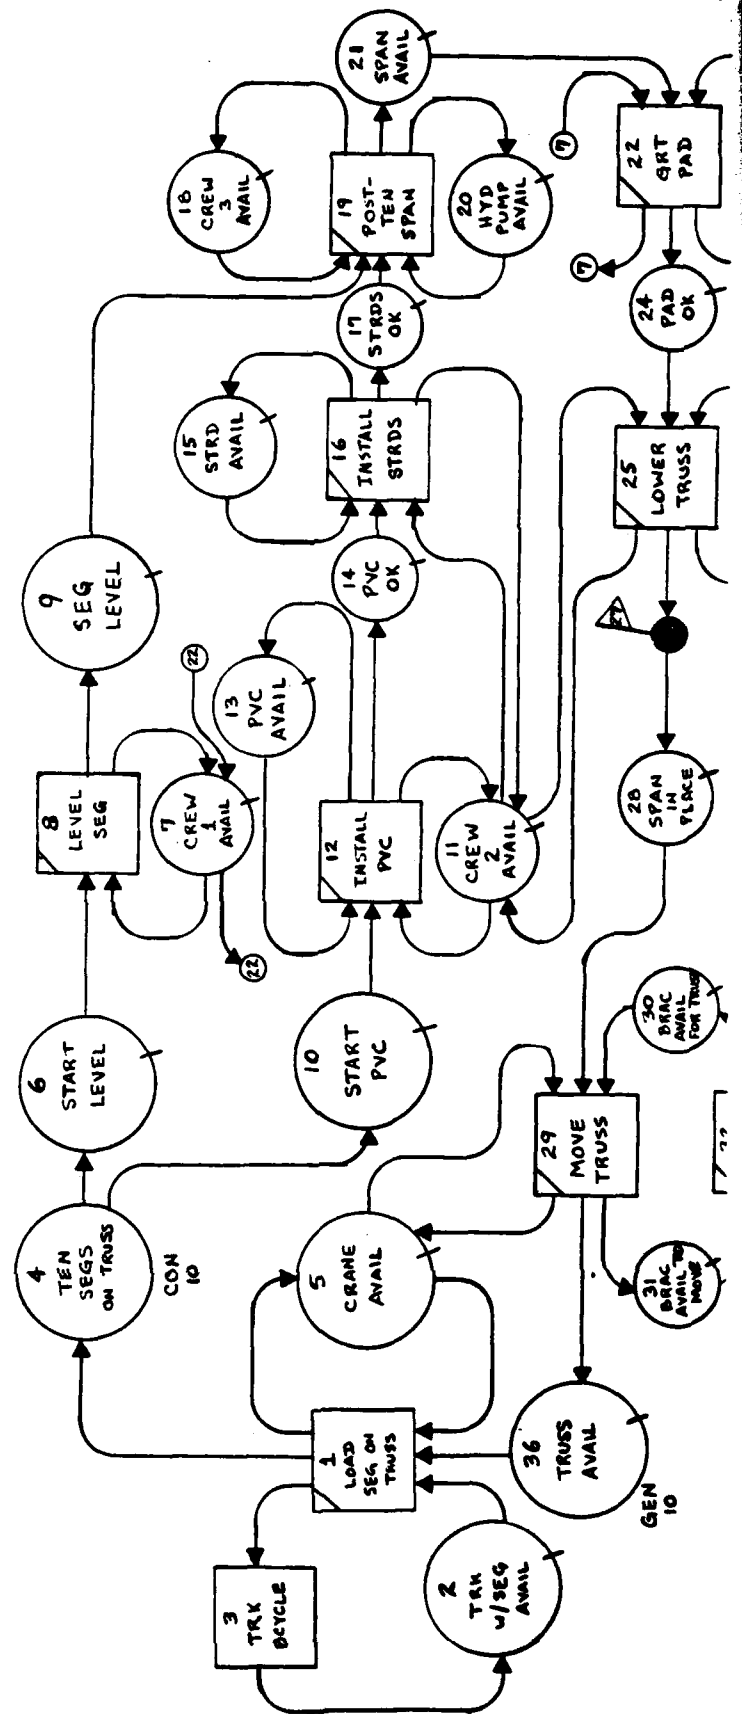 3
TRK
BCYCLE
2
TRK
W/SEG
AVAIL
1
LOAD
SEG ON
TRUSS
36
TRUSS
AVAIL
GEN
10
4
TEN
SEGS
ON TRUSS
CON
10
5
CRANE
AVAIL
31
BRAC
AVAIL TO
MOVE
29
MOVE
TRUSS
30
BRAC
AVAIL
FOR TRUSS
6
START
LEVEL
10
START
PVC
8
LEVEL
SEG
7
CREW
1
AVAIL
22
22
12
INSTALL
PVC
11
CREW
2
AVAIL
13
PVC
AVAIL
28
SPAN
IN
PLACE
27
9
SEG
LEVEL
14
PVC
OK
15
STRD
AVAIL
16
INSTALL
STRDS
25
LOWER
TRUSS
17
STRDS
OK
24
PAD
OK
18
CREW
3
AVAIL
19
POST-
TEN
SPAN
20
HYD
PUMP
AVAIL
7
7
22
GRT
PAD
21
SPAN
AVAIL